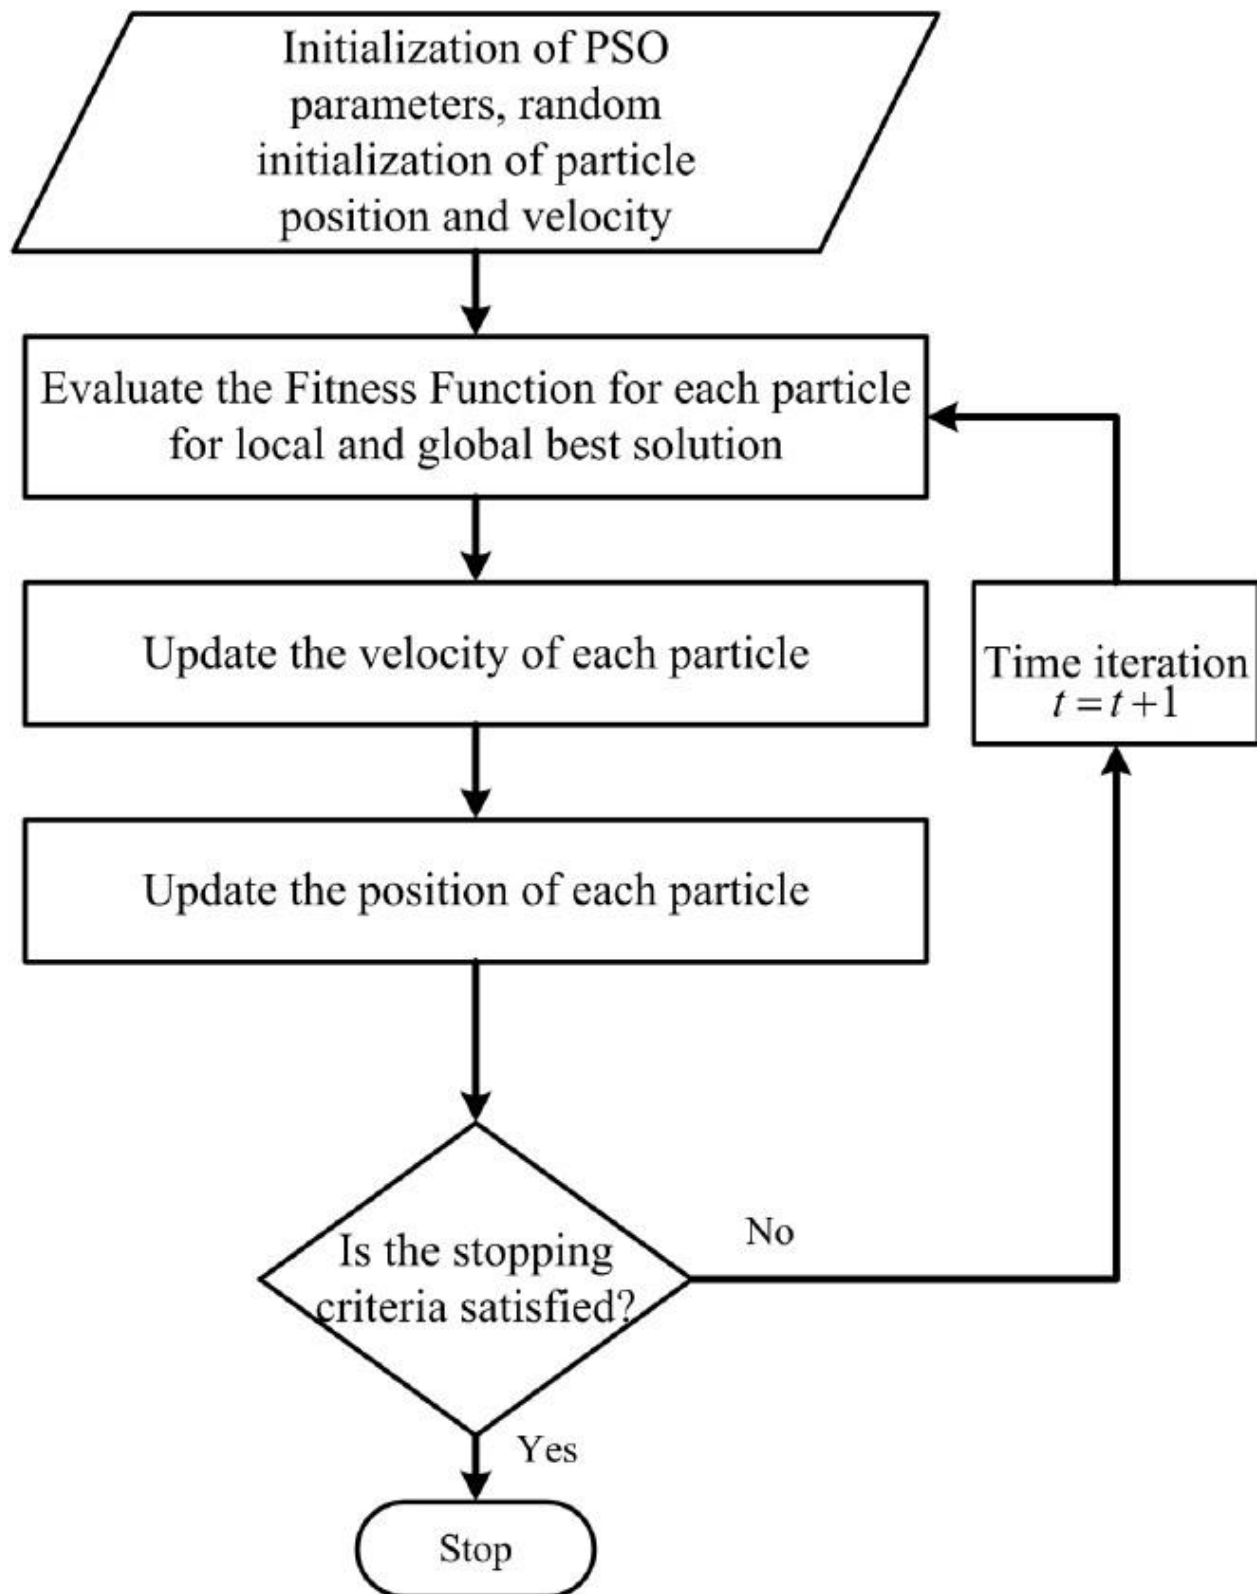 Initialization of PSO
parameters, random
initialization of particle
position and velocity
Evaluate the Fitness Function for each particle
for local and global best solution
Update the velocity of each particle
Time iteration
t = t +1
Update the position of each particle
Is the stopping
criteria satisfied?
No
Yes
Stop